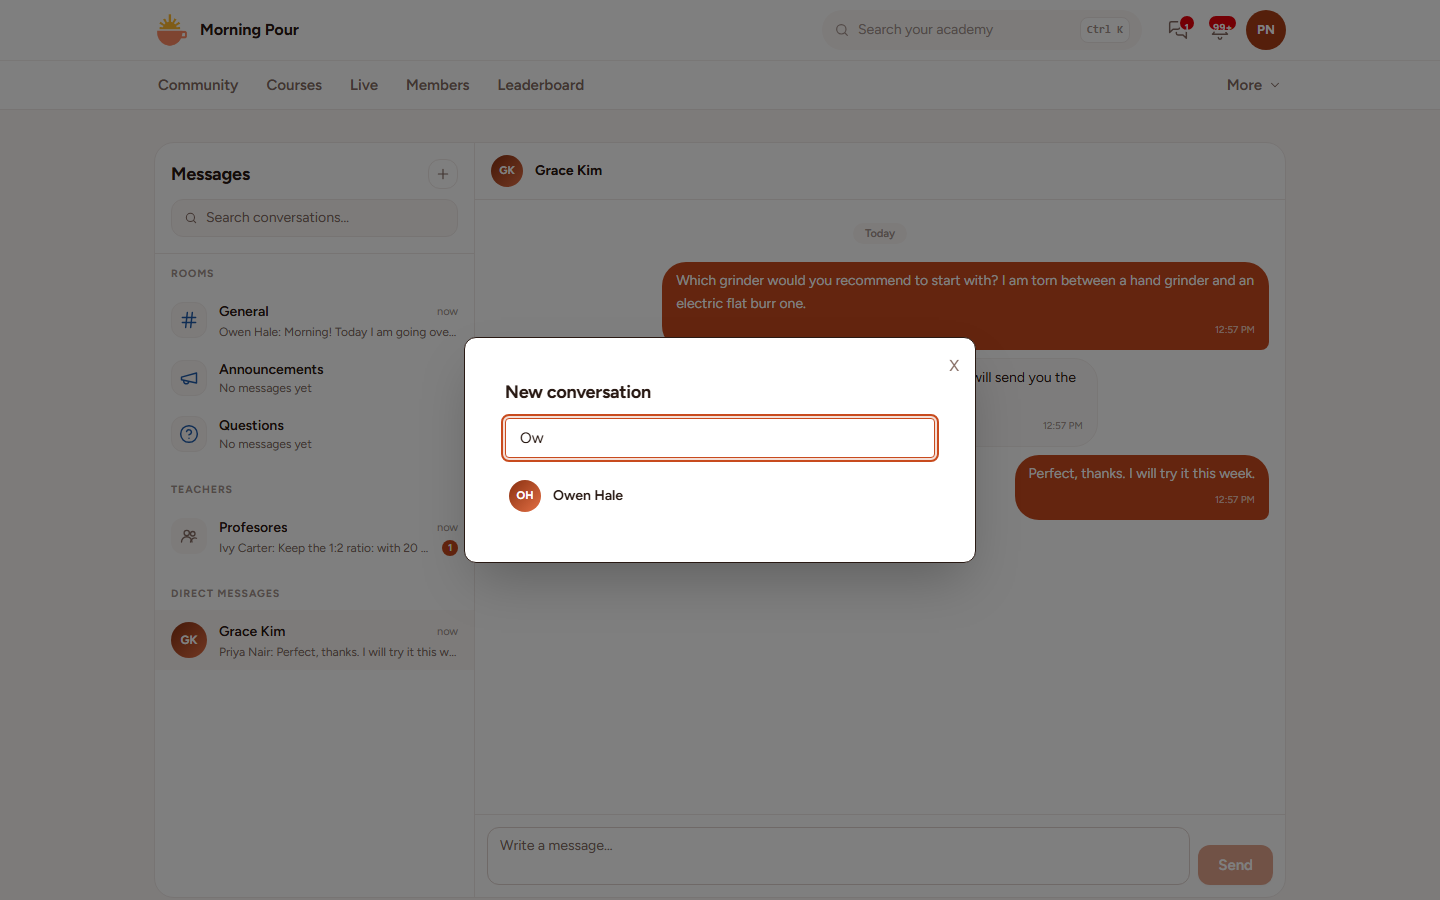 Morning Pour
Search your academy
Ctrl K
1
99+
PN
Community
Courses
Live
Members
Leaderboard
More
Messages
Search conversations...
ROOMS
General
now
Owen Hale: Morning! Today I am going ove...
Announcements
No messages yet
Questions
No messages yet
TEACHERS
Profesores
now
Ivy Carter: Keep the 1:2 ratio: with 20 ...
1
DIRECT MESSAGES
GK
Grace Kim
now
Priya Nair: Perfect, thanks. I will try it this w...
GK
Grace Kim
Today
Which grinder would you recommend to start with? I am torn between a hand grinder and an
electric flat burr one.
12:57 PM
will send you the
12:57 PM
Perfect, thanks. I will try it this week.
12:57 PM
X
New conversation
Ow
OH
Owen Hale
Write a message...
Send